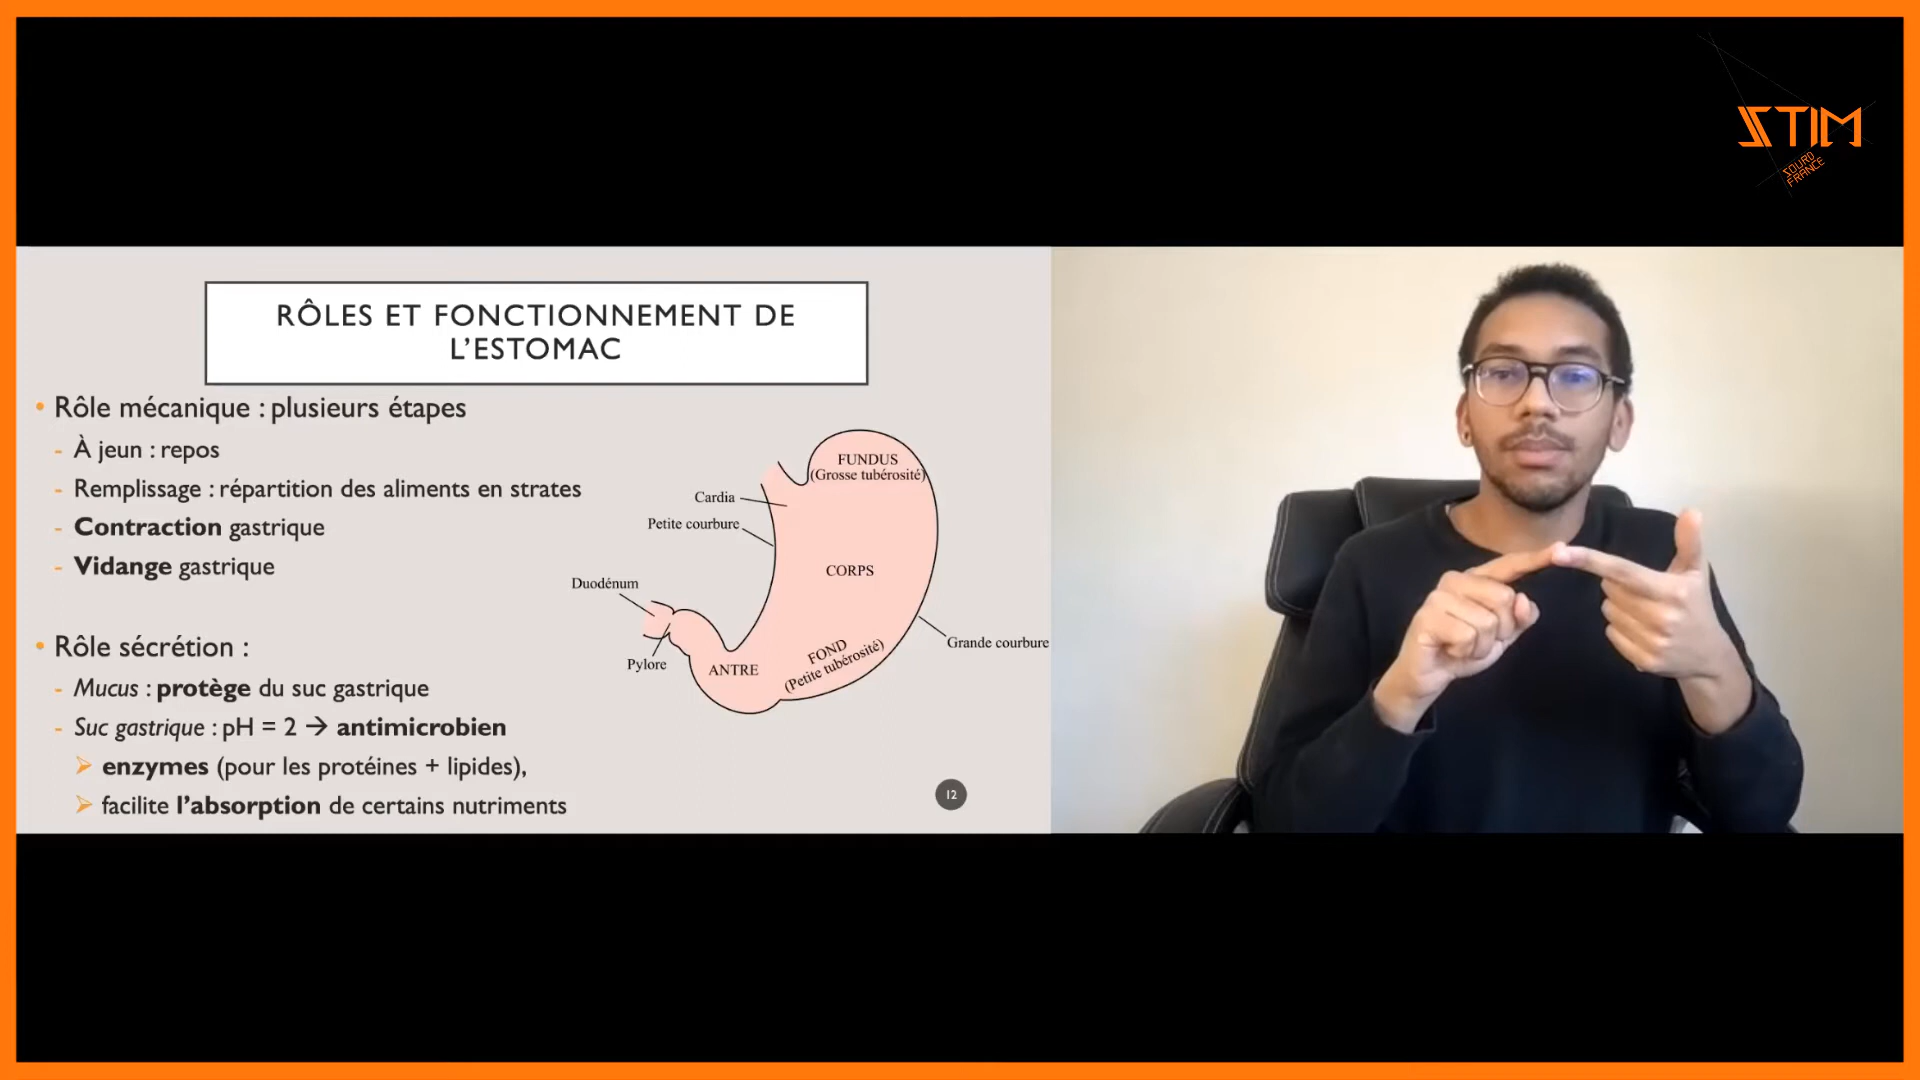 STIM
SOURD
FRANCE
RÔLES ET FONCTIONNEMENT DE
L’ESTOMAC
• Rôle mécanique : plusieurs étapes
- À jeun : repos
- Remplissage : répartition des aliments en strates
- Contraction gastrique
- Vidange gastrique
• Rôle sécrétion :
- Mucus : protège du suc gastrique
- Suc gastrique : pH = 2 → antimicrobien
➢ enzymes (pour les protéines + lipides),
➢ facilite l’absorption de certains nutriments
FUNDUS
(Grosse tubérosité)
Cardia
Petite courbure
CORPS
Duodénum
Grande courbure
FOND
(Petite tubérosité)
Pylore
ANTRE
12